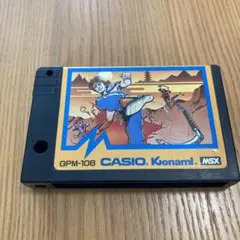 GPM-108 CASIO. Konami. MSX